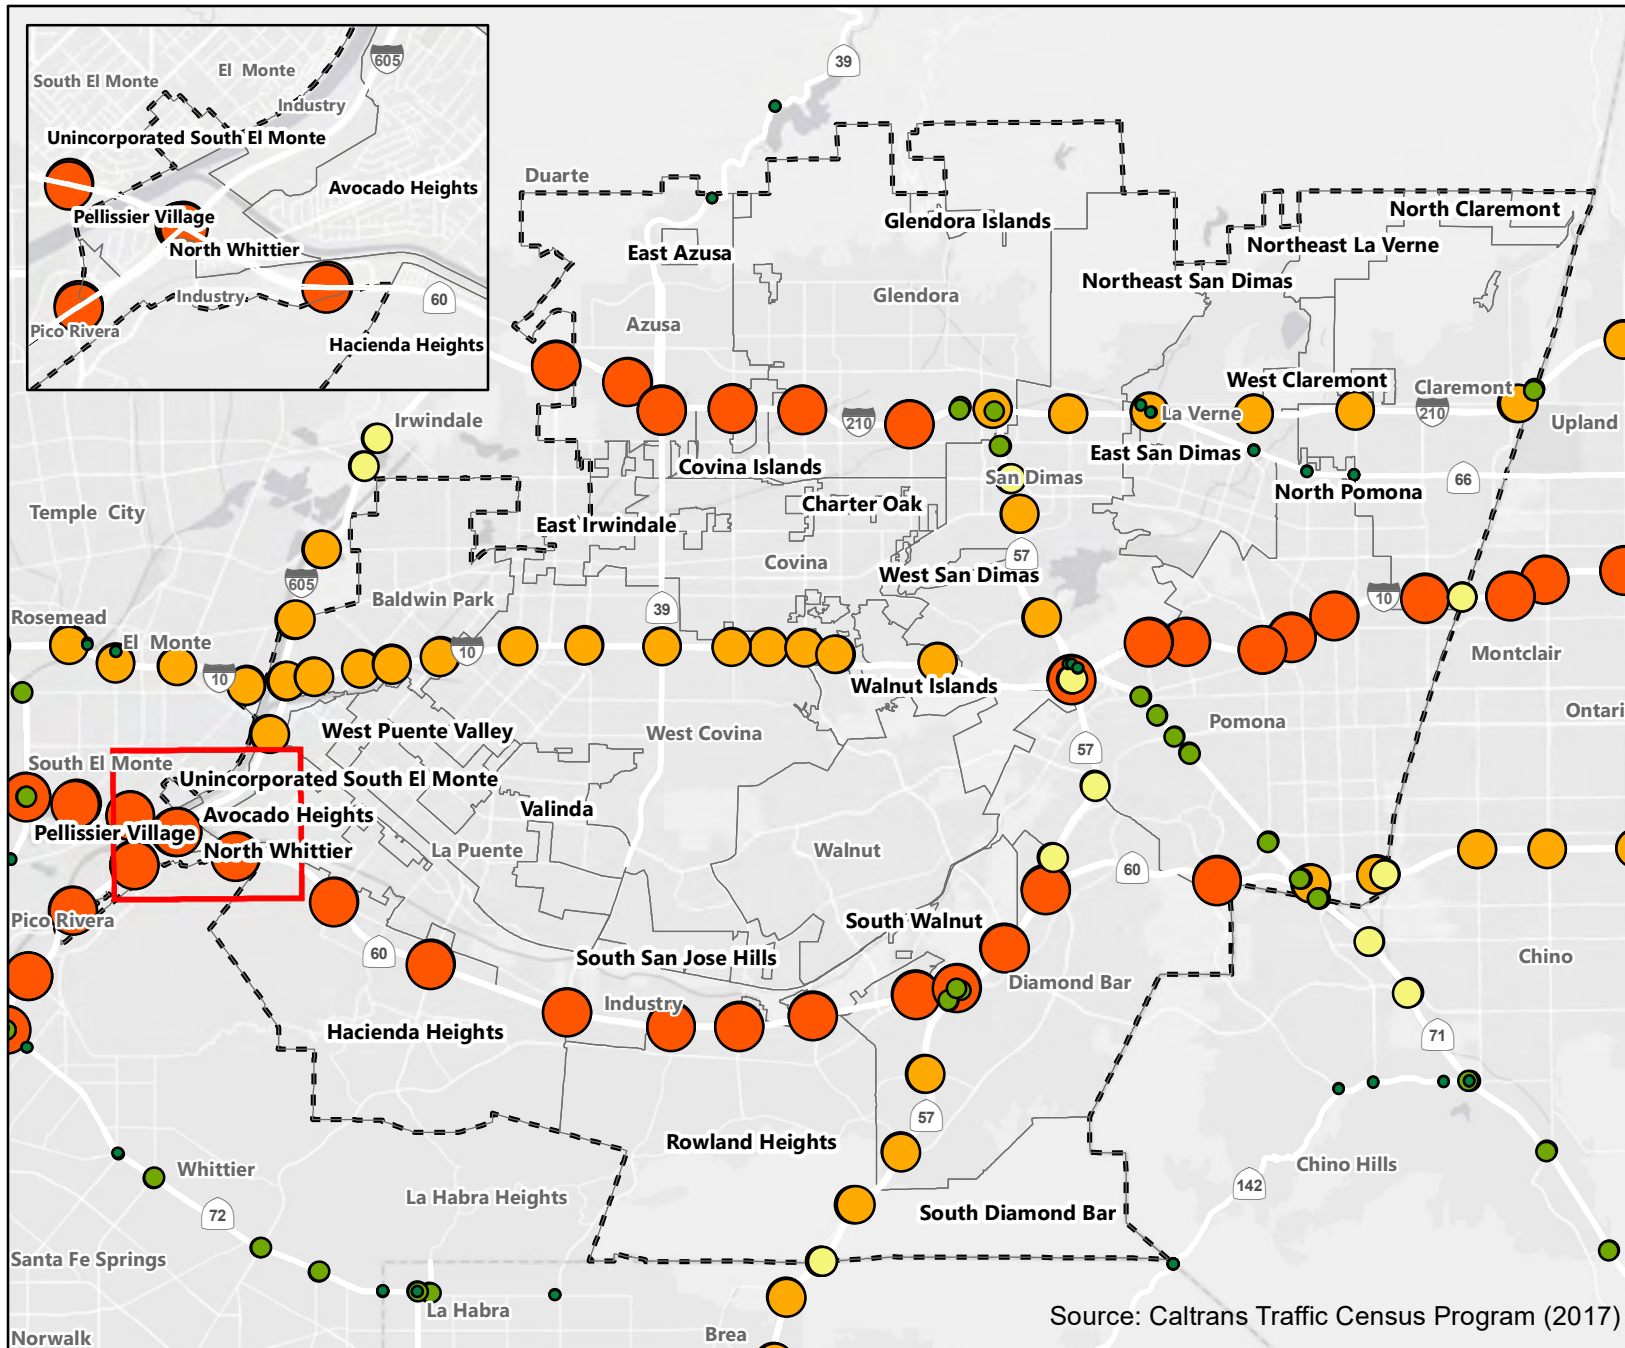 605
South El Monte
El Monte
Industry
Unincorporated South El Monte
Avocado Heights
Pellissier Village
North Whittier
Industry
60
Pico Rivera
Hacienda Heights
39
Duarte
North Claremont
Glendora Islands
Northeast La Verne
East Azusa
Northeast San Dimas
Glendora
Azusa
West Claremont
Claremont
La Verne
210
210
Upland
Irwindale
East San Dimas
Covina Islands
San Dimas
66
North Pomona
Temple City
Charter Oak
East Irwindale
57
Covina
West San Dimas
605
Baldwin Park
39
10
Rosemead
El Monte
10
10
Montclair
Walnut Islands
Ontari
Pomona
West Puente Valley
West Covina
57
South El Monte
Unincorporated South El Monte
Valinda
Avocado Heights
Pellissier Village
La Puente
Walnut
North Whittier
60
Pico Rivera
South Walnut
60
South San Jose Hills
Chino
Diamond Bar
Industry
Hacienda Heights
71
57
Rowland Heights
Whittier
Chino Hills
La Habra Heights
142
72
South Diamond Bar
Santa Fe Springs
La Habra
Source: Caltrans Traffic Census Program (2017)
Norwalk
Brea